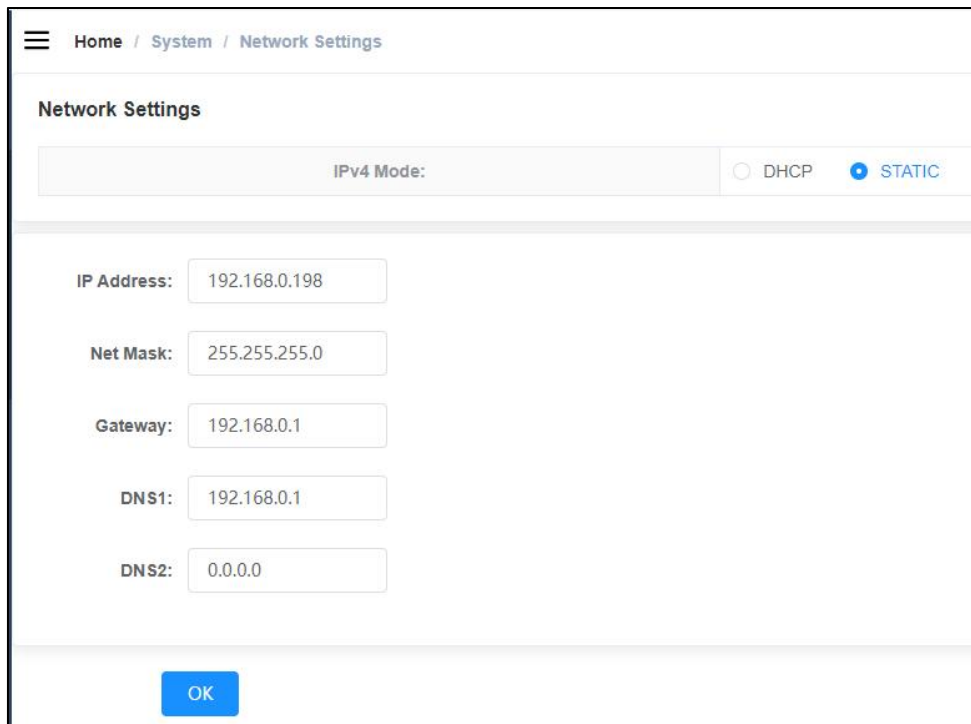 Home / System / Network Settings
Network Settings
IPv4 Mode: DHCP STATIC
IP Address: 192.168.0.198
Net Mask: 255.255.255.0
Gateway: 192.168.0.1
DNS1: 192.168.0.1
DNS2: 0.0.0.0
OK